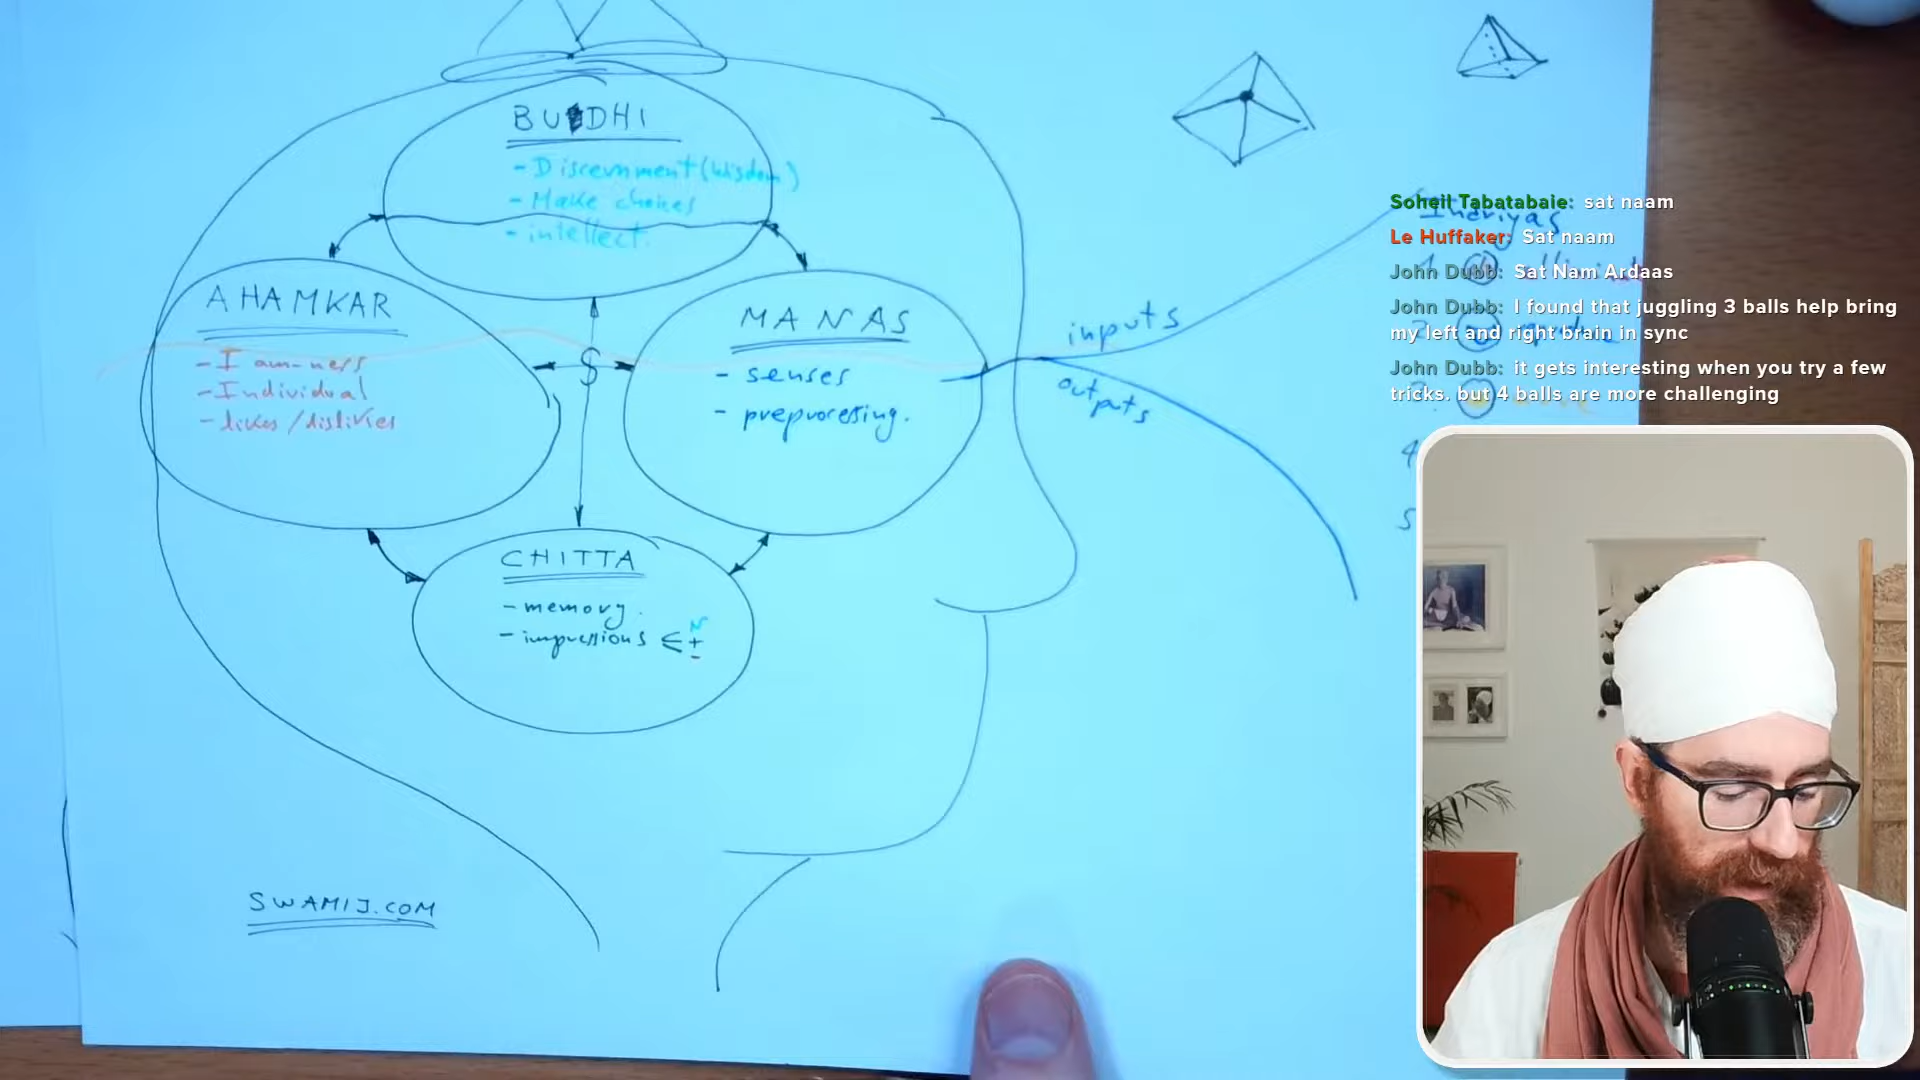 BUDHI
- Discernment (Wisdom)
- Make choices
- intellect.
AHAMKAR
- I am-ness
- Individual
- likes / dislikes
MANAS
- senses
- preprocessing.
CHITTA
- memory.
- impressions
N
+
-
inputs
outputs
Indriyas
4
5
SWAMIJ.COM
Soheil Tabatabaie: sat naam
Le Huffaker: Sat naam
John Dubb: Sat Nam Ardaas
John Dubb: I found that juggling 3 balls help bring
my left and right brain in sync
John Dubb: it gets interesting when you try a few
tricks. but 4 balls are more challenging